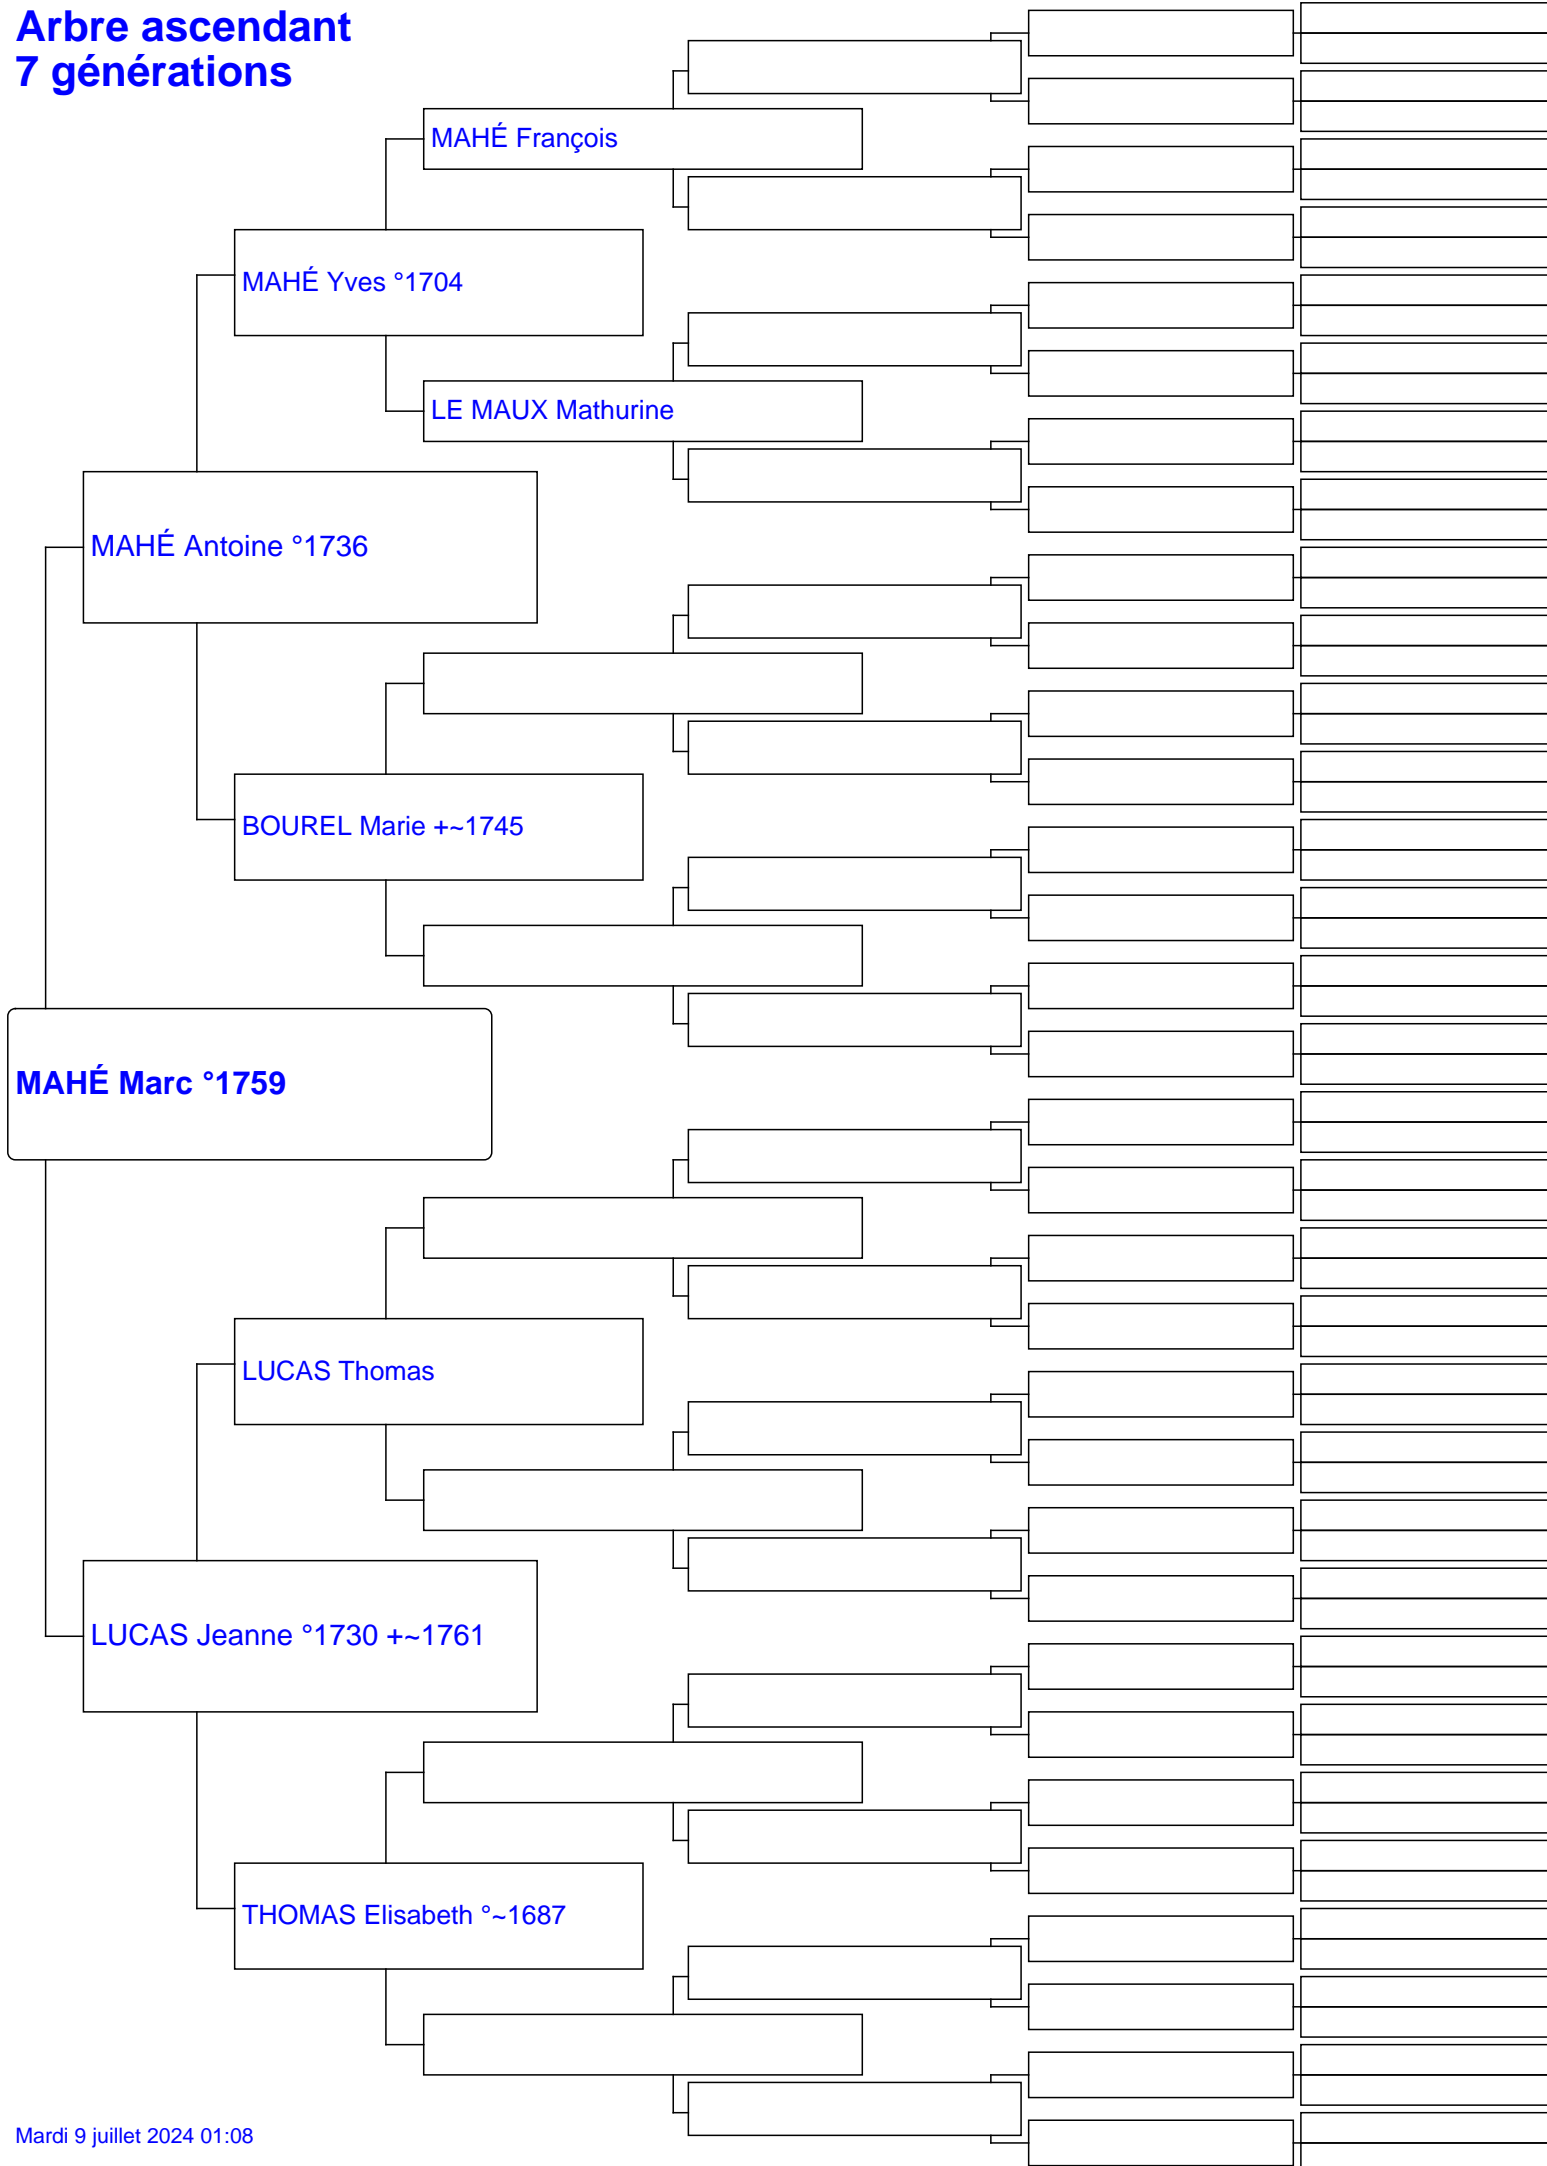 Arbre ascendant
7 générations
MAHÉ François
MAHÉ Yves °1704
LE MAUX Mathurine
MAHÉ Antoine °1736
BOUREL Marie +~1745
MAHÉ Marc °1759
LUCAS Thomas
LUCAS Jeanne °1730 +~1761
THOMAS Elisabeth °~1687
Mardi 9 juillet 2024 01:08